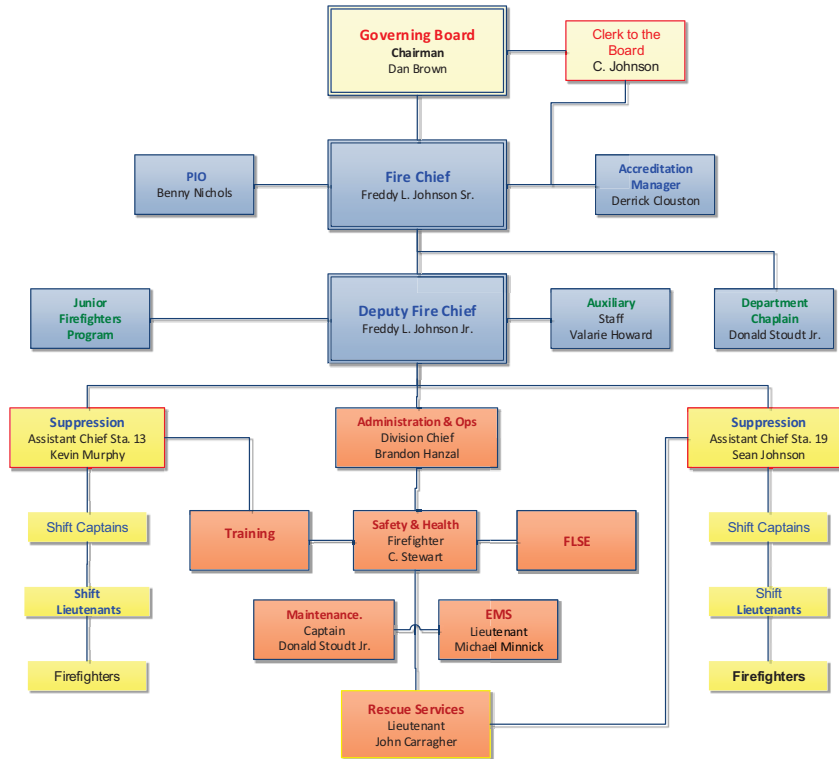 Governing Board
Chairman
Dan Brown
Clerk to the
Board
C. Johnson
PIO
Benny Nichols
Fire Chief
Freddy L. Johnson Sr.
Accreditation
Manager
Derrick Clouston
Junior
Firefighters
Program
Deputy Fire Chief
Freddy L. Johnson Jr.
Auxiliary
Staff
Valarie Howard
Department
Chaplain
Donald Stoudt Jr.
Suppression
Assistant Chief Sta. 13
Kevin Murphy
Administration & Ops
Division Chief
Brandon Hanzal
Suppression
Assistant Chief Sta. 19
Sean Johnson
Shift Captains
Training
Safety & Health
Firefighter
C. Stewart
FLSE
Shift Captains
Shift
Lieutenants
Maintenance.
Captain
Donald Stoudt Jr.
EMS
Lieutenant
Michael Minnick
Shift
Lieutenants
Firefighters
Firefighters
Rescue Services
Lieutenant
John Carragher